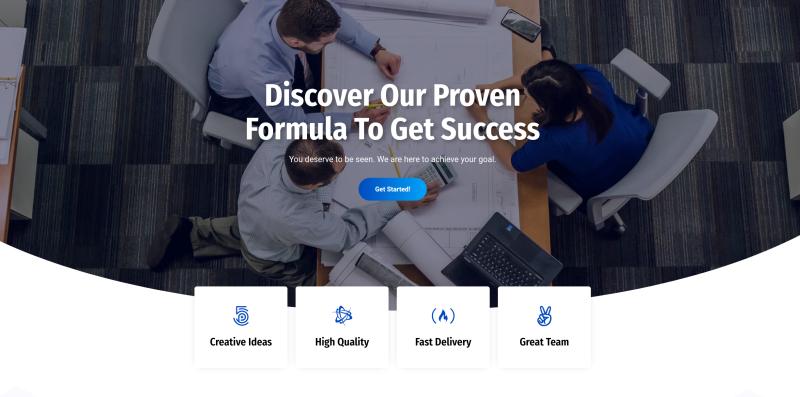 Discover Our Proven
Formula To Get Success
You deserve to be seen. We are here to achieve your goal.
Get Started!
Creative Ideas
High Quality
Fast Delivery
Great Team